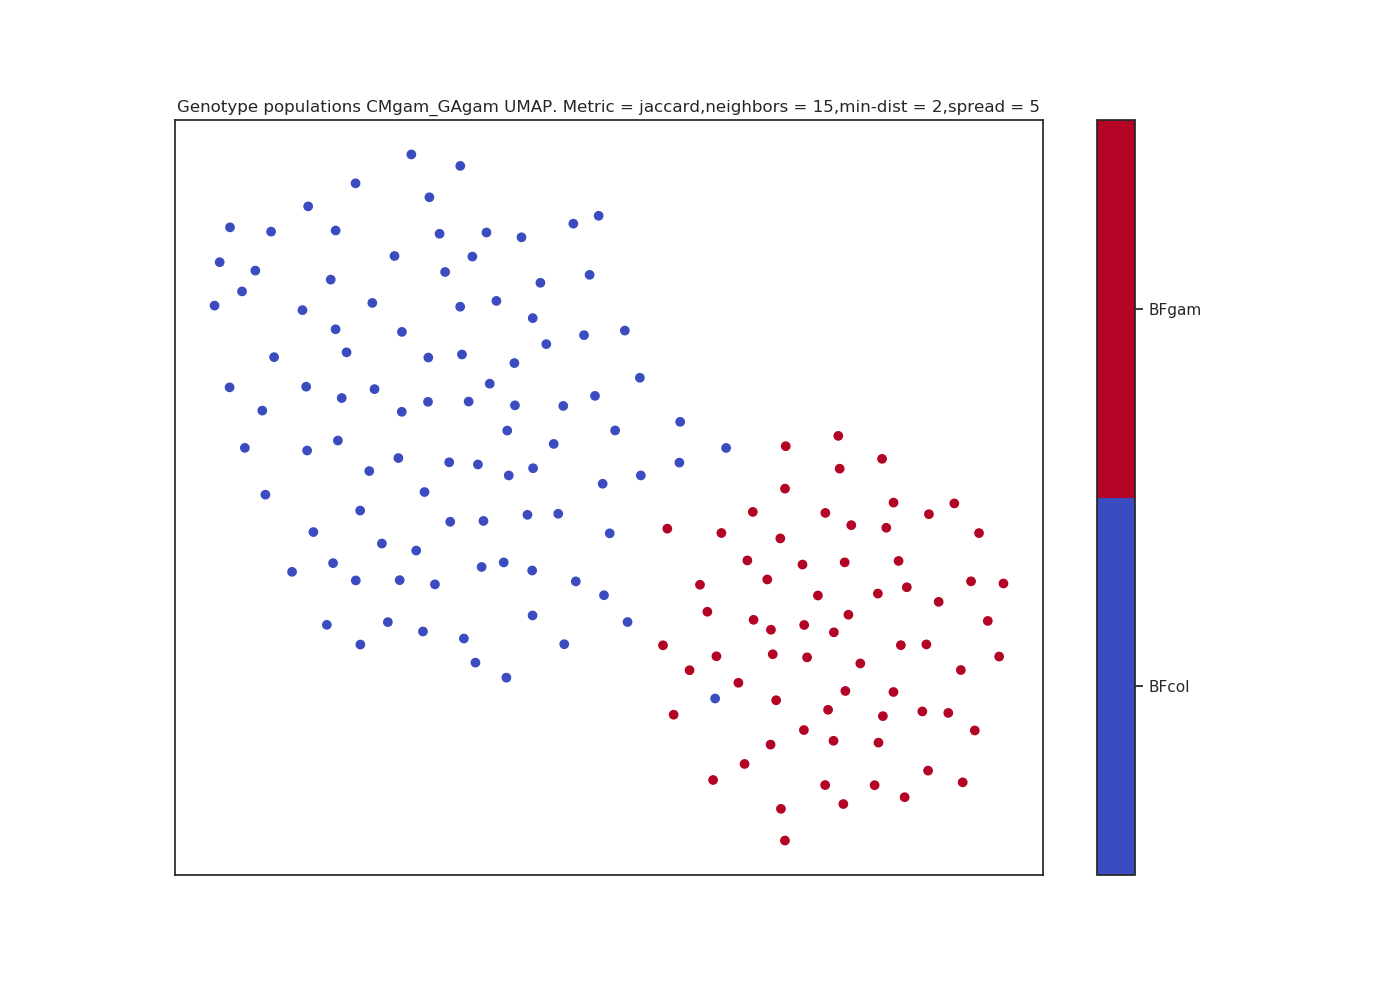 Genotype populations CMgam_GAgam UMAP. Metric = jaccard,neighbors = 15,min-dist = 2,spread = 5
BFgam
BFcol